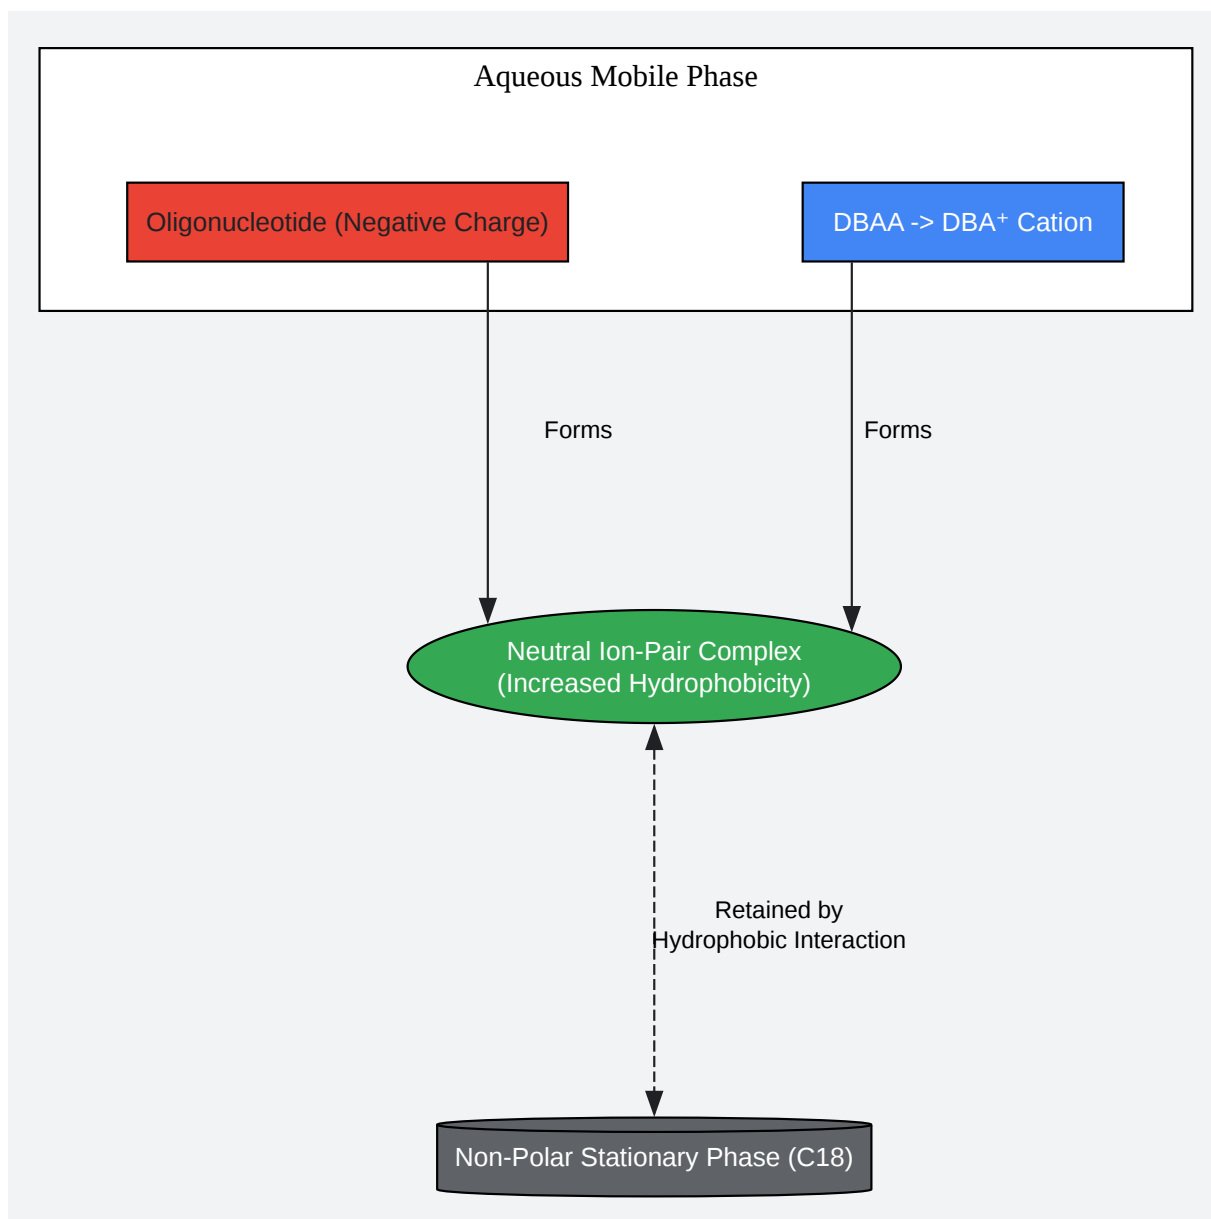 Aqueous Mobile Phase
Oligonucleotide (Negative Charge)
DBAA -> DBA⁺ Cation
Forms
Forms
Neutral Ion-Pair Complex
(Increased Hydrophobicity)
Retained by
Hydrophobic Interaction
Non-Polar Stationary Phase (C18)